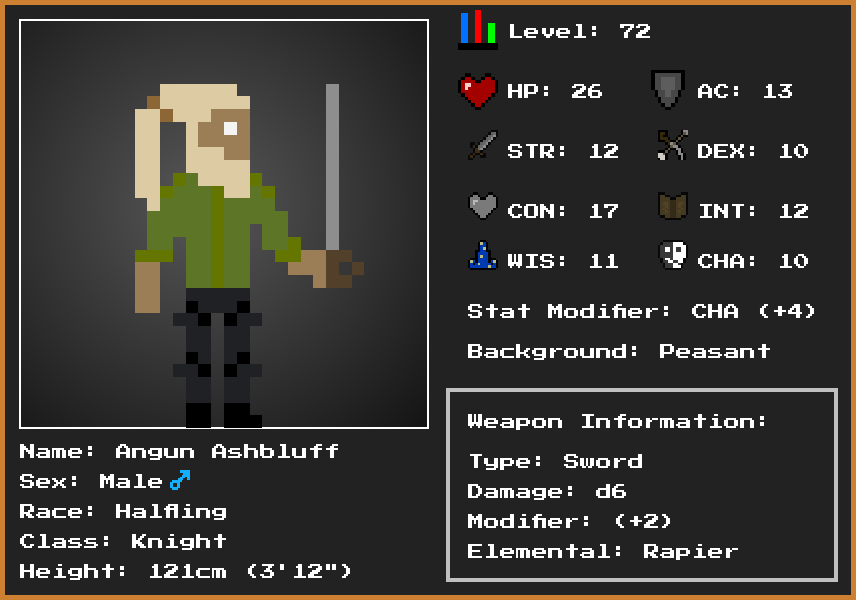 Level: 72
HP: 26
AC: 13
STR: 12
DEX: 10
CON: 17
INT: 12
WIS: 11
CHA: 10
Stat Modifier: CHA (+4)
Background: Peasant
Weapon Information:
Type: Sword
Damage: d6
Modifier: (+2)
Elemental: Rapier
Name: Angun Ashbluff
Sex: Male♂
Race: Halfling
Class: Knight
Height: 121cm (3'12")